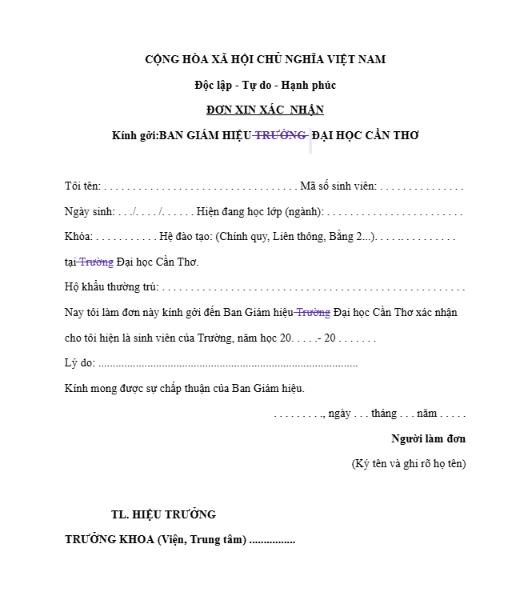 CỘNG HÒA XÃ HỘI CHỦ NGHĨA VIỆT NAM
Độc lập - Tự do - Hạnh phúc
ĐƠN XIN XÁC NHẬN
Kính gởi:BAN GIÁM HIỆU TRƯỜNG ĐẠI HỌC CẦN THƠ
Tôi tên: . . . . . . . . . . . . . . . . . . . . . . . . . . . . . . . . . . Mã số sinh viên: . . . . . . . . . . . . . . .
Ngày sinh: . . ./. . . . /. . . . . . Hiện đang học lớp (ngành): . . . . . . . . . . . . . . . . . . . . . . . .
Khóa: . . . . . . . . . . . Hệ đào tạo: (Chính quy, Liên thông, Bằng 2...). . . . .. . . . . . . . . .
tại Trường Đại học Cần Thơ.
Hộ khẩu thường trú: . . . . . . . . . . . . . . . . . . . . . . . . . . . . . . . . . . . . . . . . . . . . . . . . . . . . .
Nay tôi làm đơn này kính gởi đến Ban Giám hiệu Trường Đại học Cần Thơ xác nhận
cho tôi hiện là sinh viên của Trường, năm học 20. . . . .- 20 . . . . . . .
Lý do: ..........................................................................................
Kính mong được sự chấp thuận của Ban Giám hiệu.
. . . . . . . . ., ngày . . . tháng . . . năm . . . . .
Người làm đơn
(Ký tên và ghi rõ họ tên)
TL. HIỆU TRƯỞNG
TRƯỞNG KHOA (Viện, Trung tâm) ................